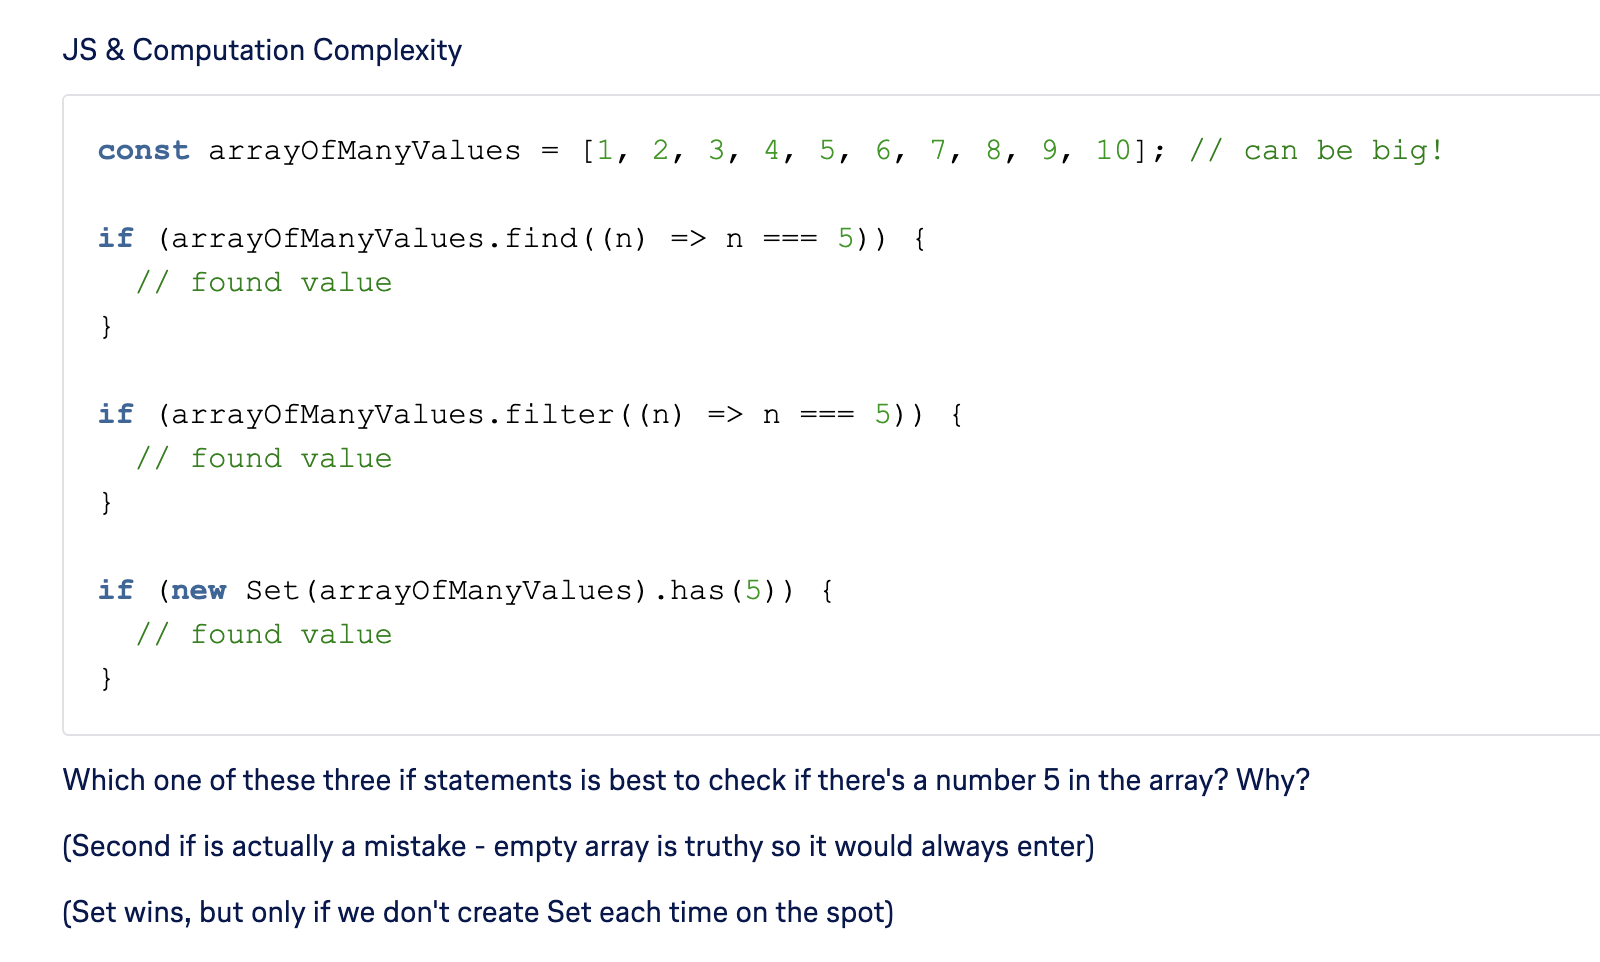 JS & Computation Complexity
const arrayOfManyValues = [1, 2, 3, 4, 5, 6, 7, 8, 9, 10]; // can be big!
if (arrayOfManyValues.find((n) => n === 5)) {
// found value
}
if (arrayOfManyValues.filter((n) => n === 5)) {
// found value
}
if (new Set(arrayOfManyValues).has(5)) {
// found value
}
Which one of these three if statements is best to check if there's a number 5 in the array? Why?
(Second if is actually a mistake - empty array is truthy so it would always enter)
(Set wins, but only if we don't create Set each time on the spot)